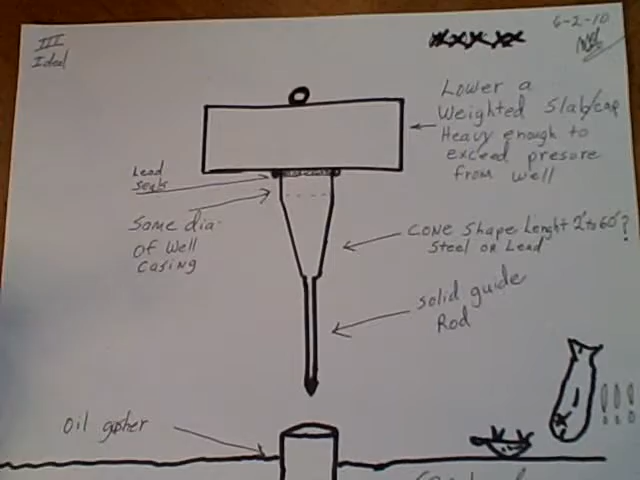 III
Ideal
6-2-10
Lower a
Weighted Slab/cap
Heavy enough to
exceed presure
from well
Lead
seals
Same dia.
of Well
Casing
CONE Shape Lenght 2' to 60'?
Steel or Lead
Solid guide
Rod
Oil gusher
!!!